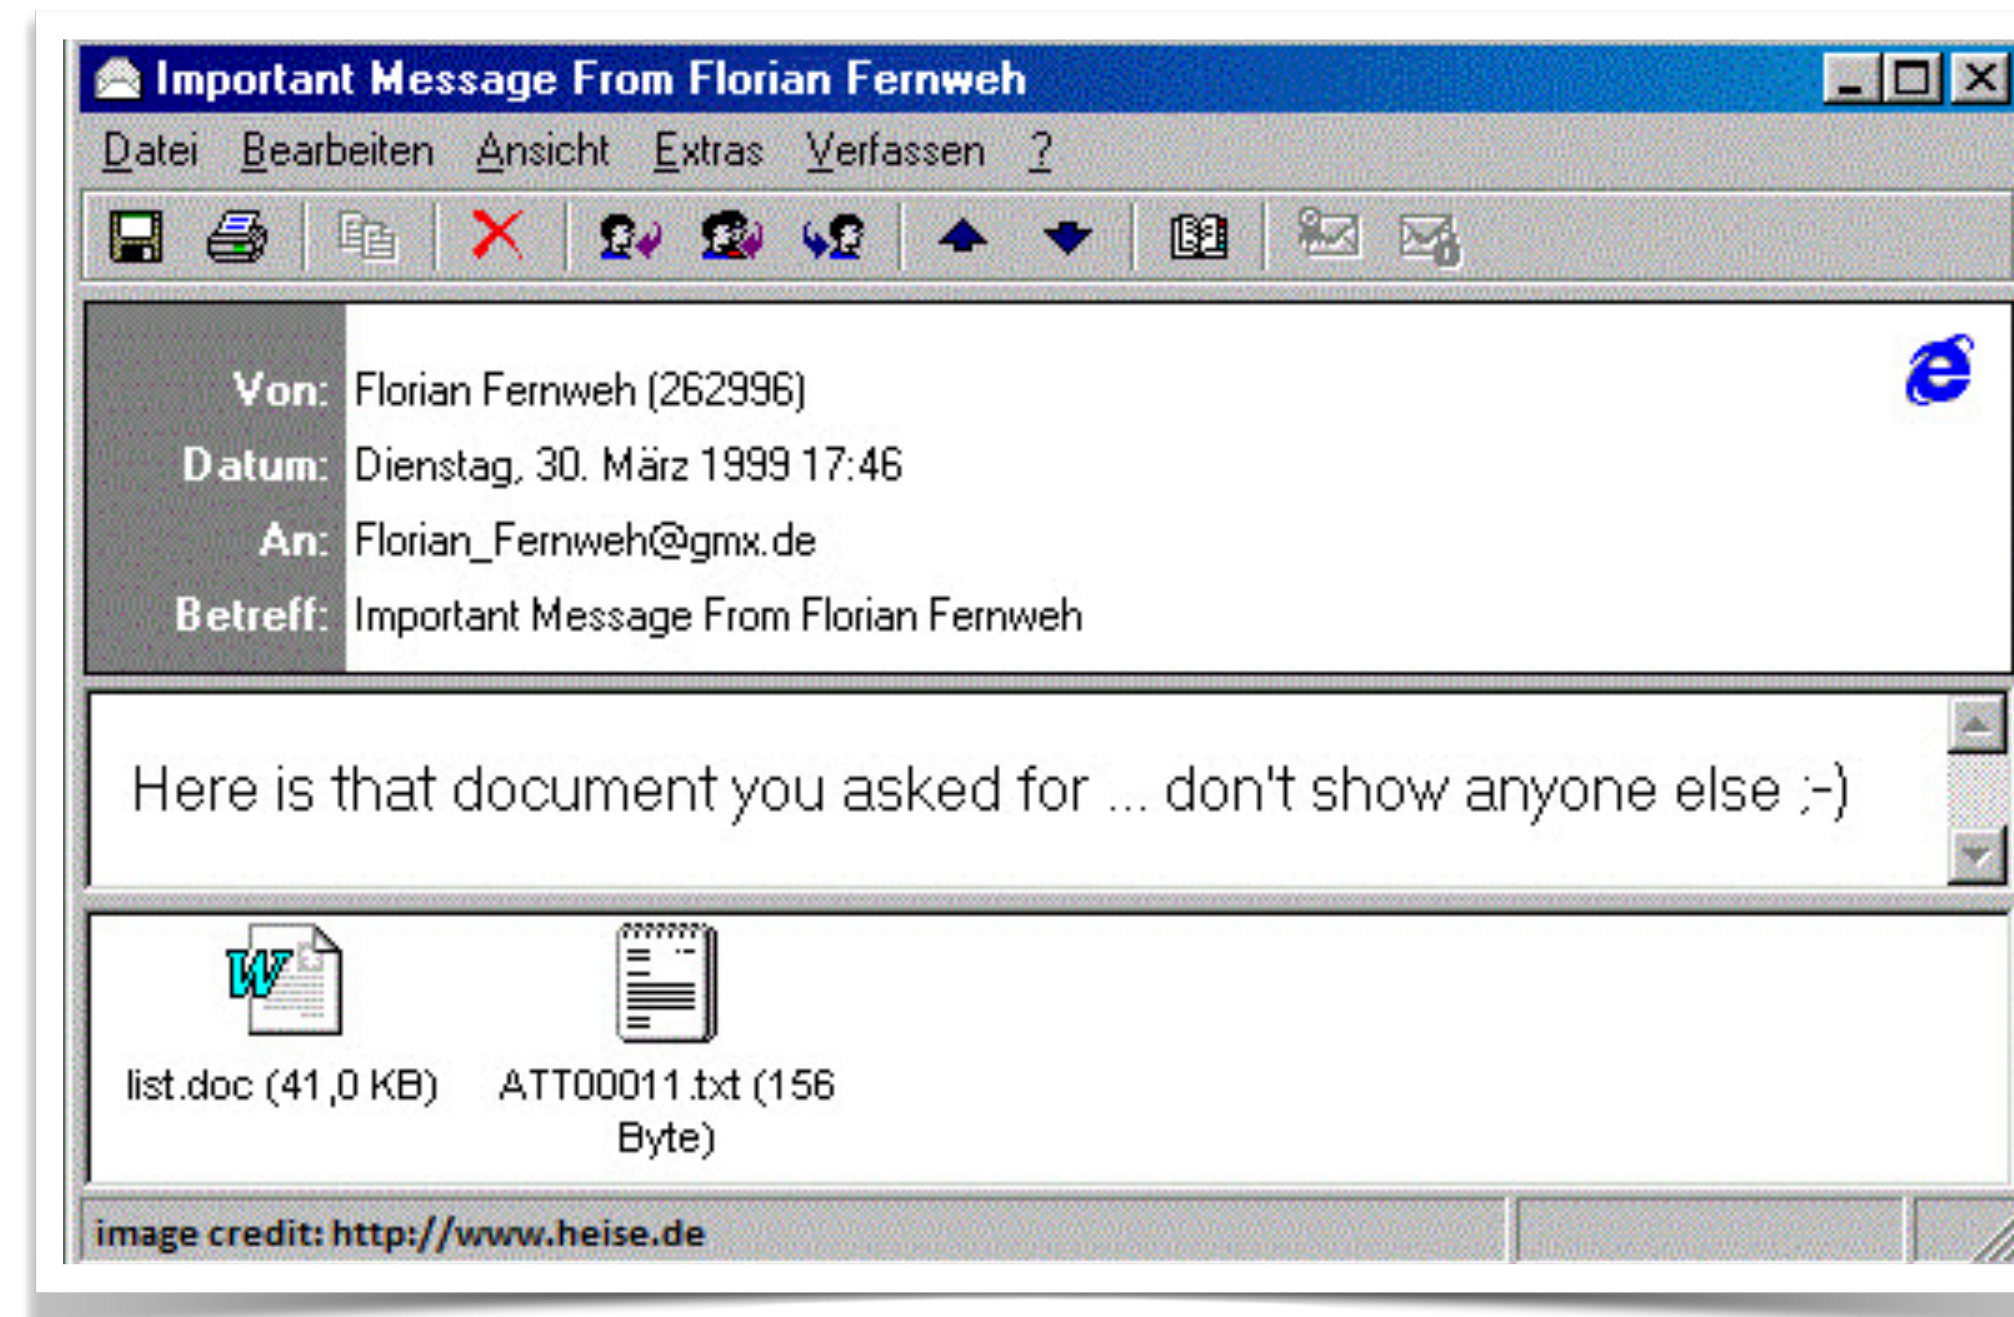 Important Message From Florian Fernweh
Datei Bearbeiten Ansicht Extras Verfassen ?
Von: Florian Fernweh (262996)
Datum: Dienstag, 30. März 1999 17:46
An: Florian_Fernweh@gmx.de
Betreff: Important Message From Florian Fernweh
Here is that document you asked for ... don't show anyone else ;-)
list.doc (41,0 KB) ATT00011.txt (156
Byte)
image credit: http://www.heise.de